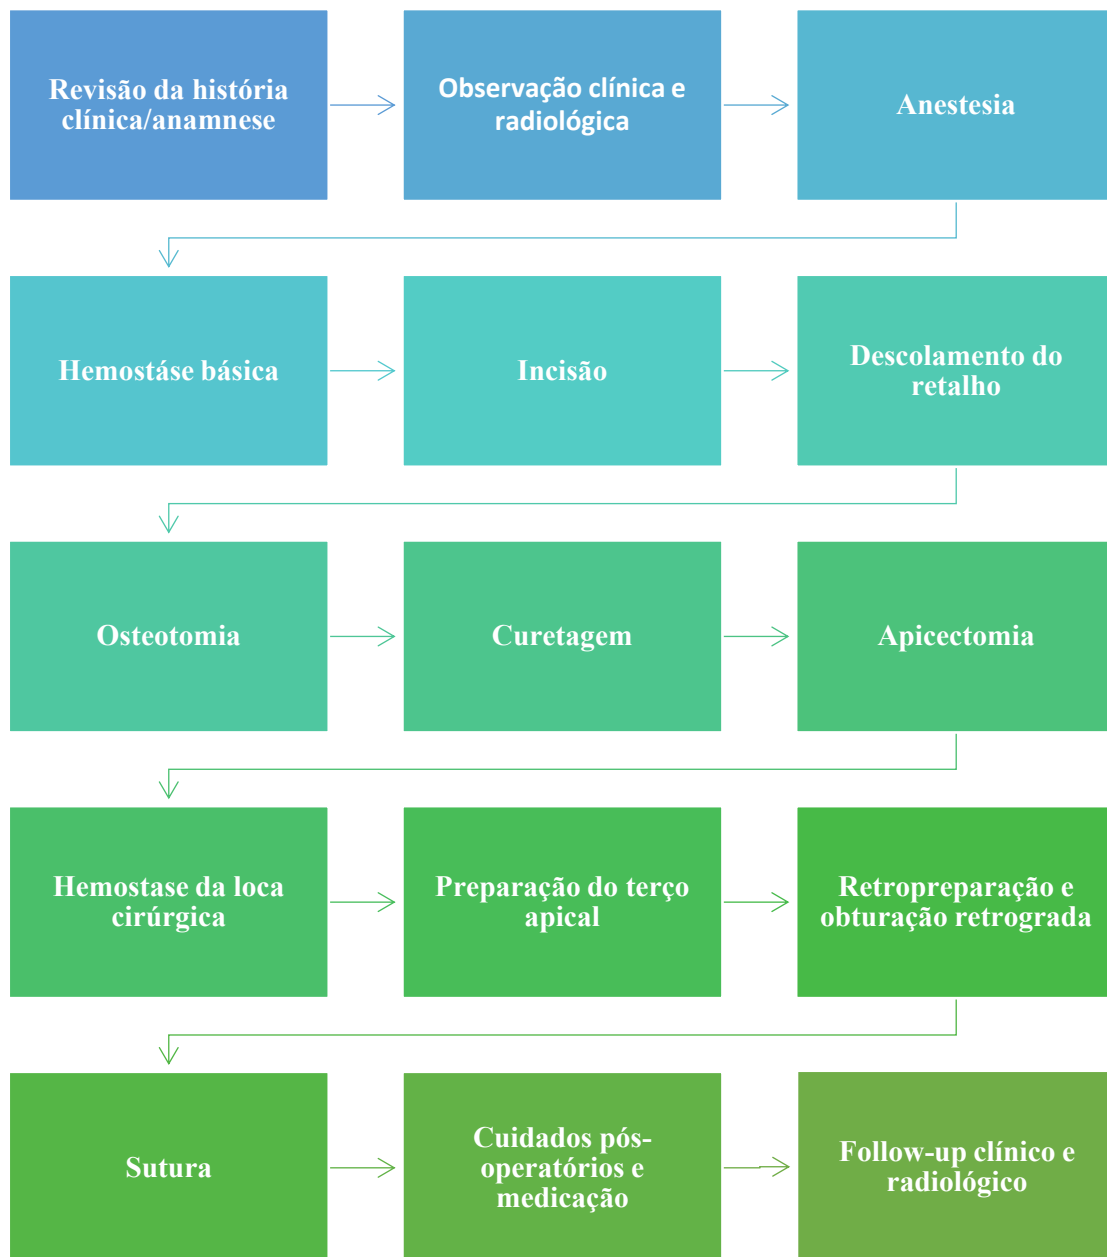 Revisão da história
clínica/anamnese
Observação clínica e
radiológica
Anestesia
Hemostáse básica
Incisão
Descolamento do
retalho
Osteotomia
Curetagem
Apicectomia
Hemostase da loca
cirúrgica
Preparação do terço
apical
Retropreparação e
obturação retrograda
Sutura
Cuidados pós-
operatórios e
medicação
Follow-up clínico e
radiológico